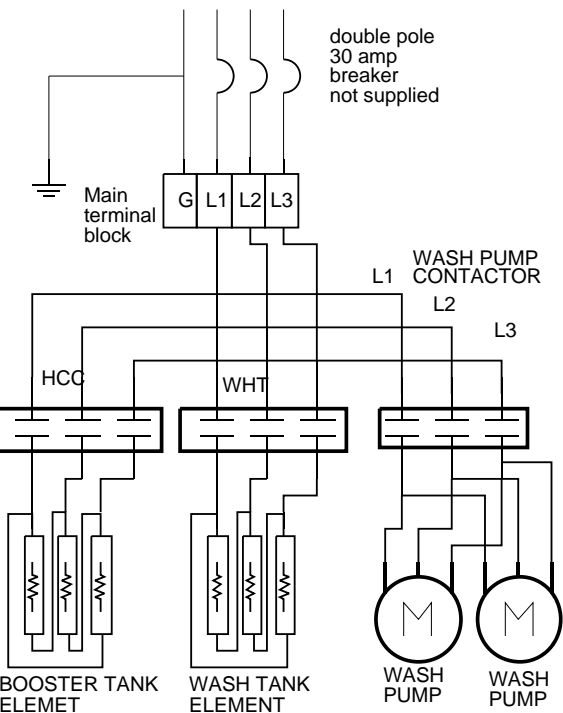 double pole
30 amp
breaker
not supplied
Main
terminal
block
G L1 L2 L3
WASH PUMP
CONTACTOR
L1
L2
L3
HCC
WHT
M
M
BOOSTER TANK
ELEMET
WASH TANK
ELEMENT
WASH
PUMP
WASH
PUMP